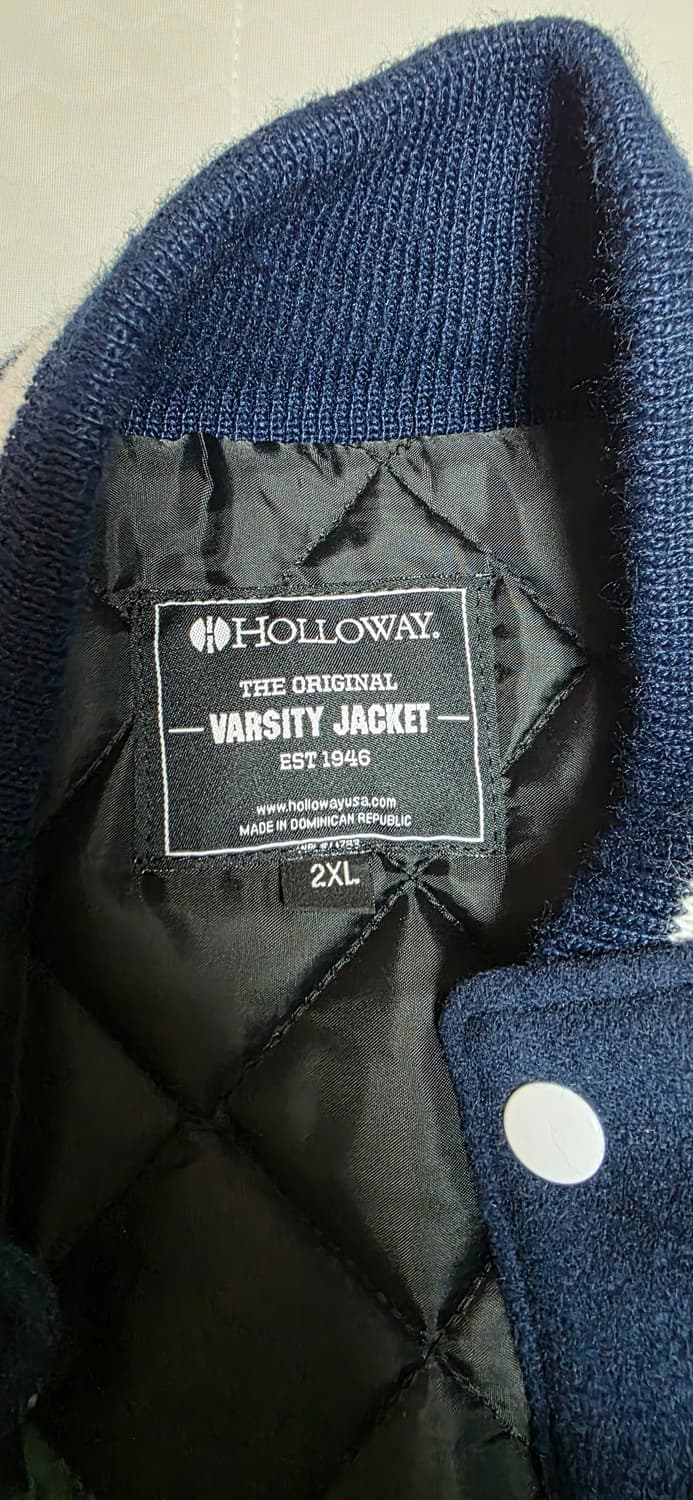 HOLLOWAY.
THE ORIGINAL
VARSITY JACKET
EST 1946
www.hollowayusa.com
MADE IN DOMINICAN REPUBLIC
2XL